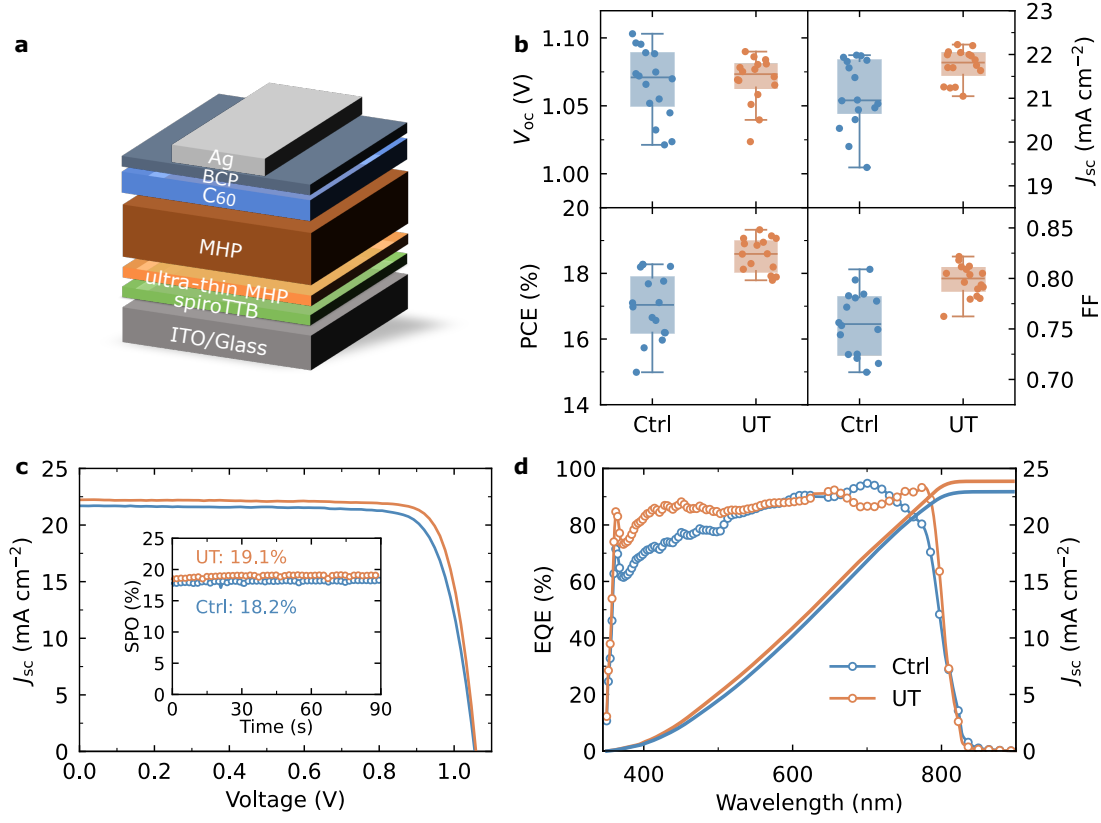 a
Ag
BCP
C60
MHP
ultra-thin MHP
spiroTTB
ITO/Glass
b
1.10
1.05
1.00
Voc (V)
23
22
21
20
19
Jsc (mA cm−2)
20
18
16
14
PCE (%)
0.85
0.80
0.75
0.70
FF
Ctrl UT Ctrl UT
c
25
20
15
10
5
0
Jsc (mA cm−2)
0.0 0.2 0.4 0.6 0.8 1.0
Voltage (V)
25
20
15
10
5
0
SPO (%)
UT: 19.1%
Ctrl: 18.2%
0 30 60 90
Time (s)
d
100
80
60
40
20
0
EQE (%)
25
20
15
10
5
0
Jsc (mA cm−2)
Ctrl
UT
400 600 800
Wavelength (nm)